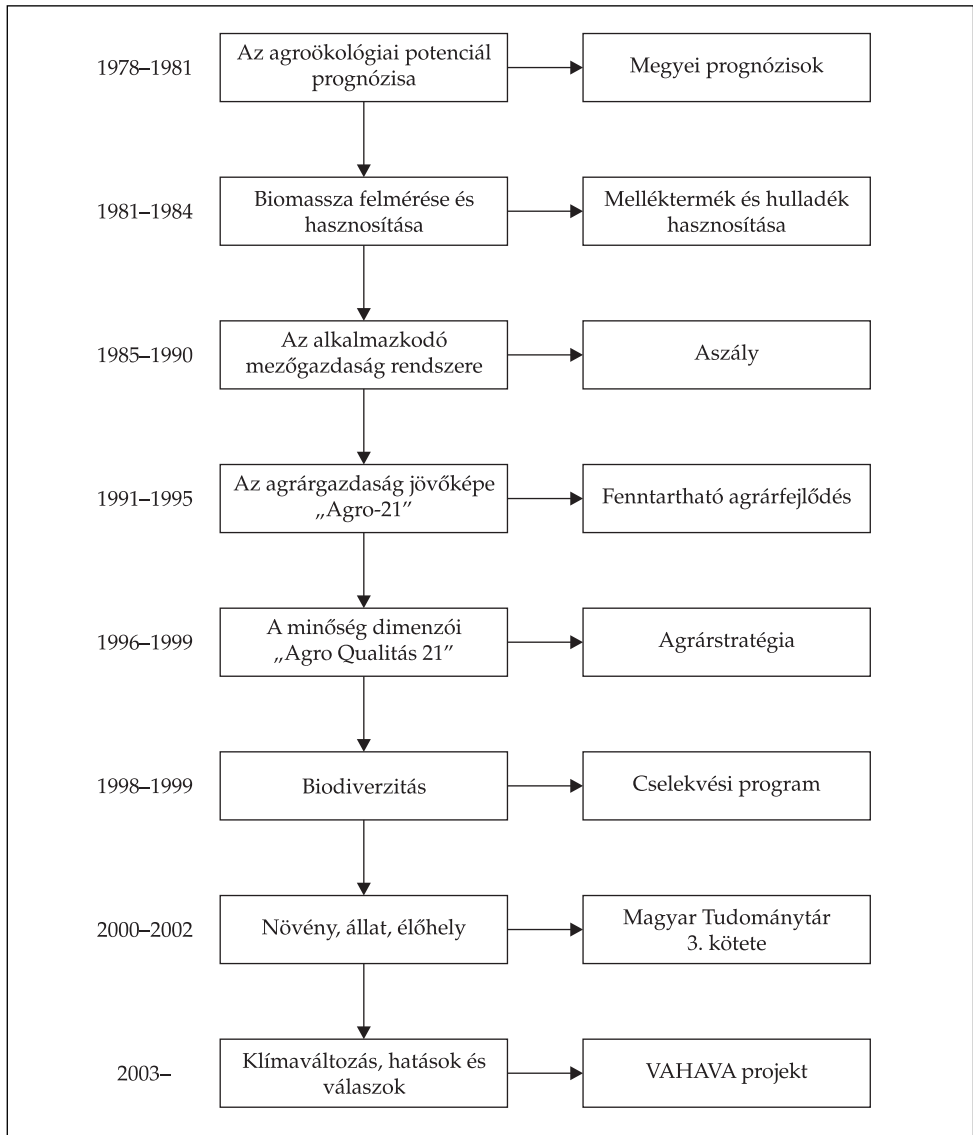 1978–1981
Az agroökológiai potenciál
prognózisa
Megyei prognózisok
1981–1984
Biomassza felmérése és
hasznosítása
Melléktermék és hulladék
hasznosítása
1985–1990
Az alkalmazkodó
mezőgazdaság rendszere
Aszály
1991–1995
Az agrárgazdaság jövőképe
„Agro-21”
Fenntartható agrárfejlődés
1996–1999
A minőség dimenzói
„Agro Qualitás 21”
Agrárstratégia
1998–1999
Biodiverzitás
Cselekvési program
2000–2002
Növény, állat, élőhely
Magyar Tudománytár
3. kötete
2003–
Klímaváltozás, hatások és
válaszok
VAHAVA projekt